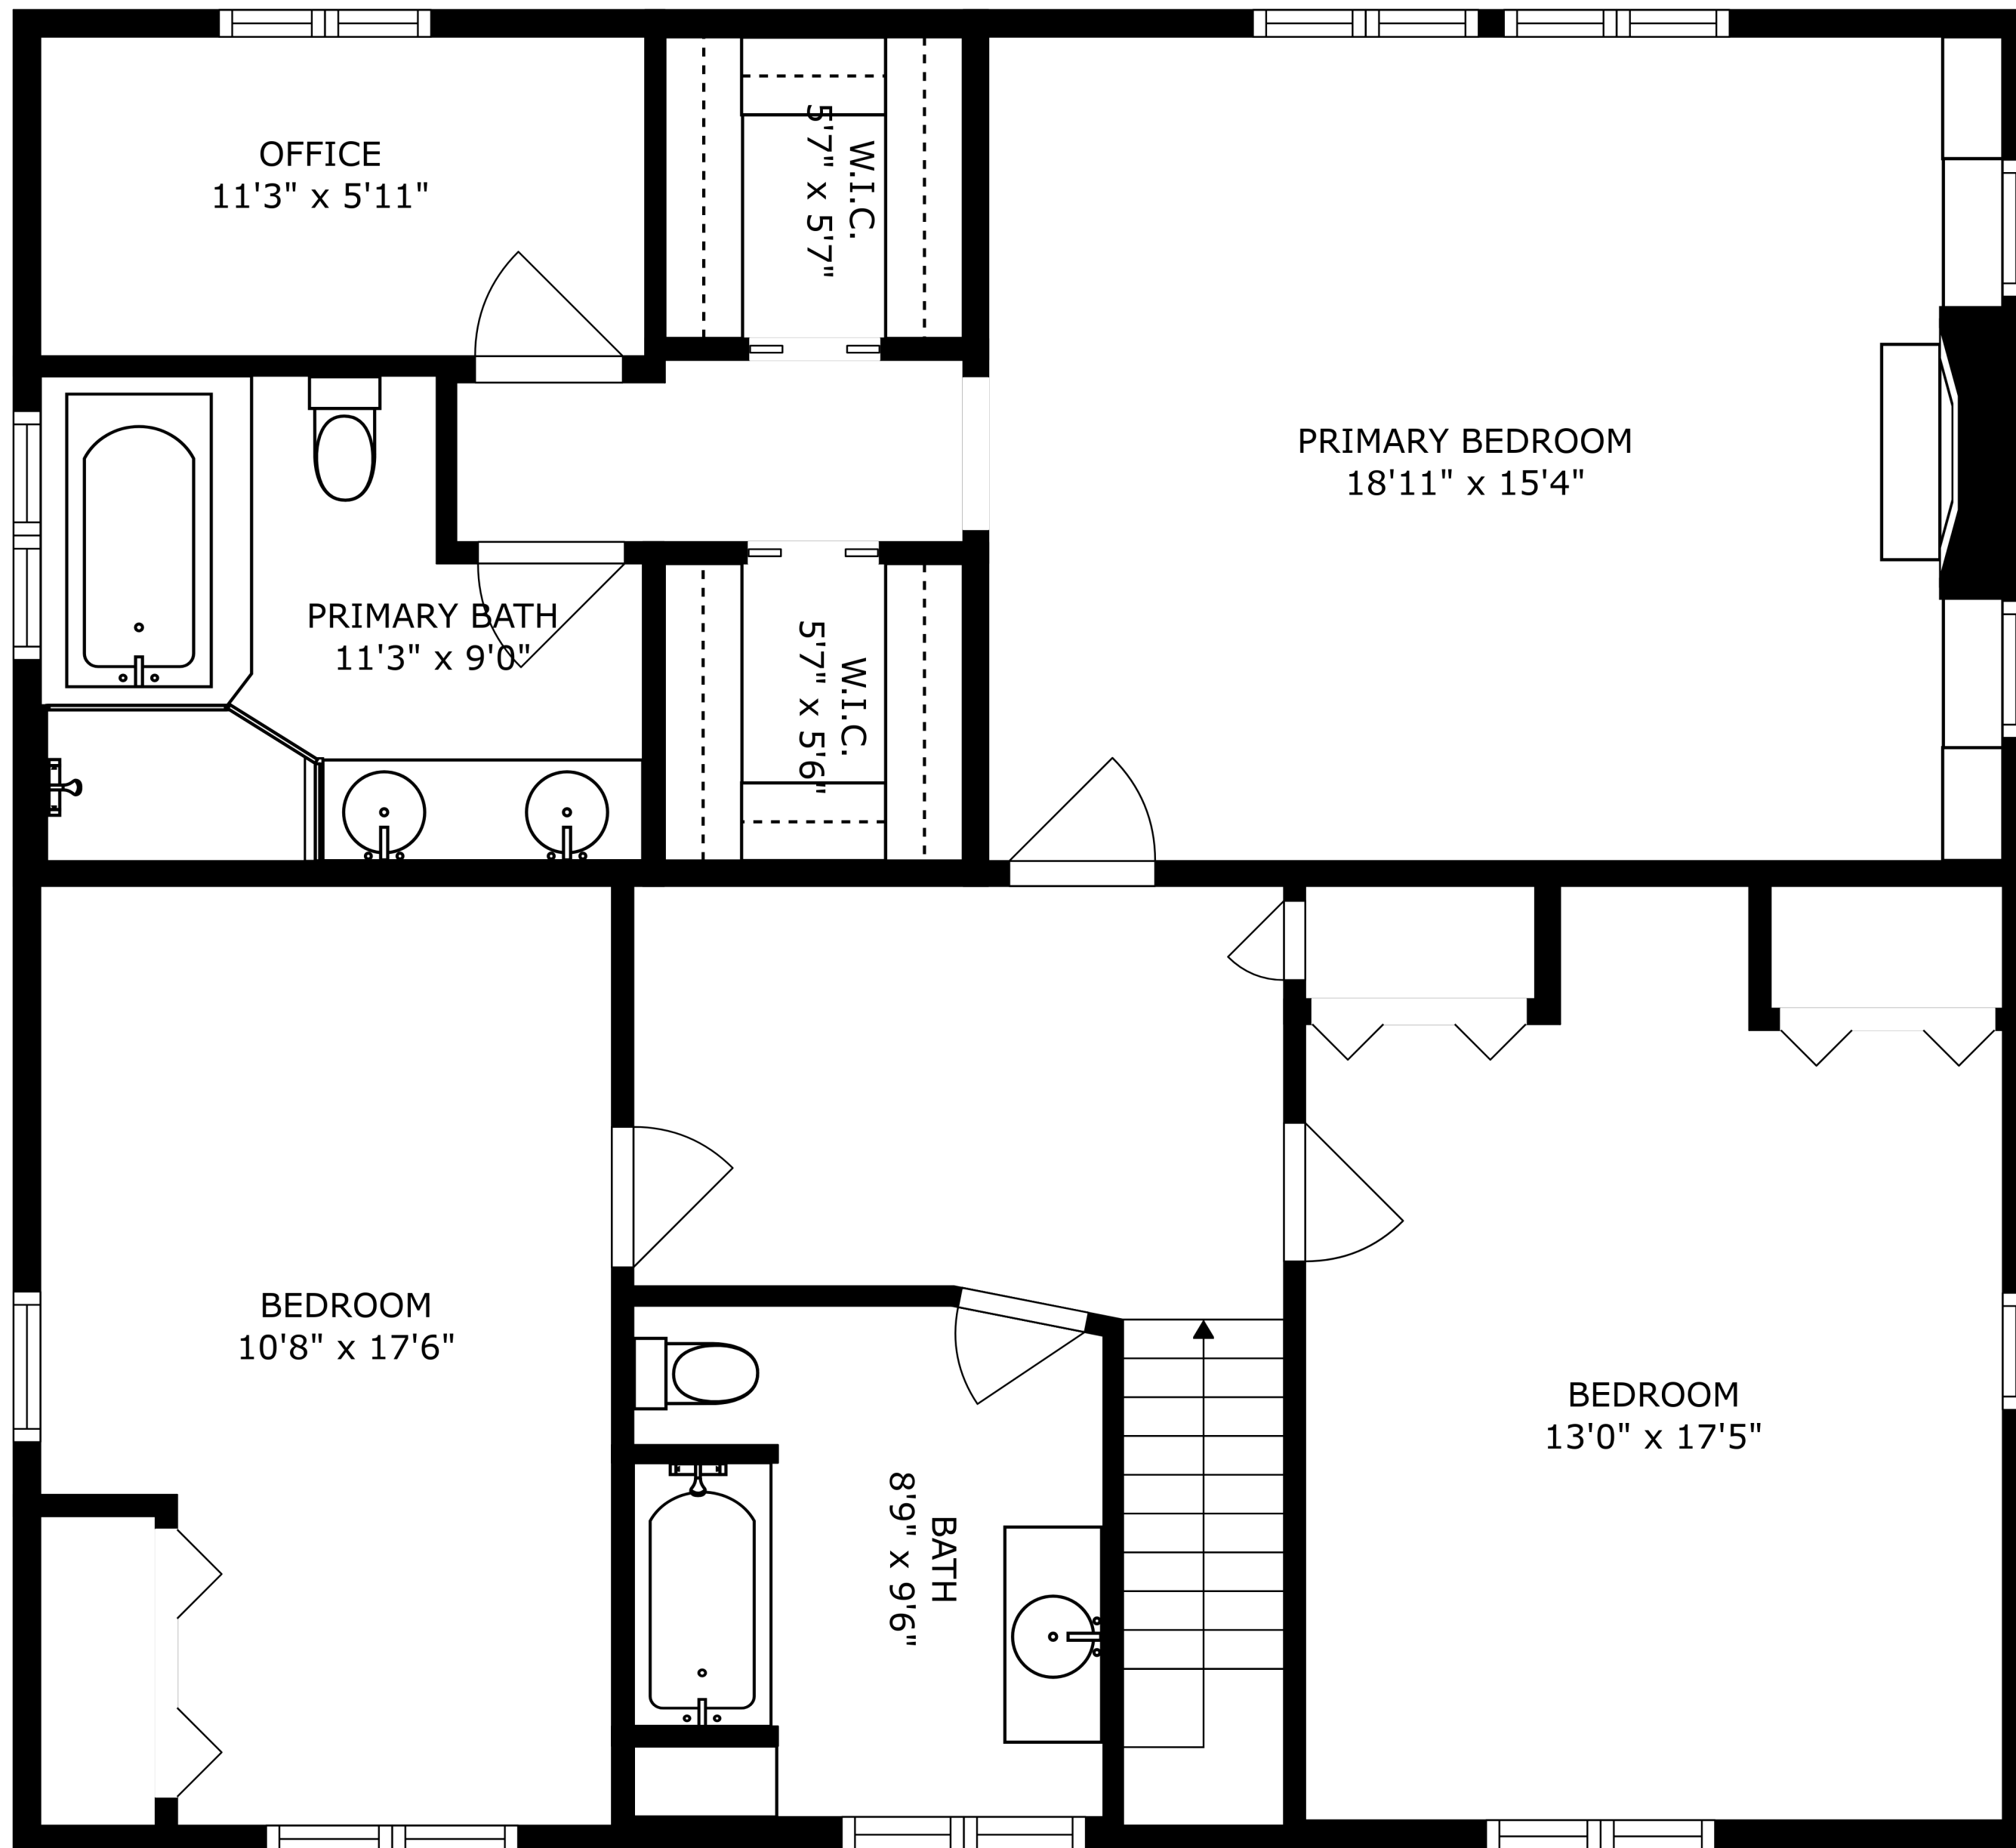 OFFICE
11'3" x 5'11"
W.I.C.
5'7" x 5'7"
PRIMARY BEDROOM
18'11" x 15'4"
PRIMARY BATH
11'3" x 9'0"
W.I.C.
5'7" x 5'6"
BEDROOM
10'8" x 17'6"
BATH
8'9" x 9'6"
BEDROOM
13'0" x 17'5"